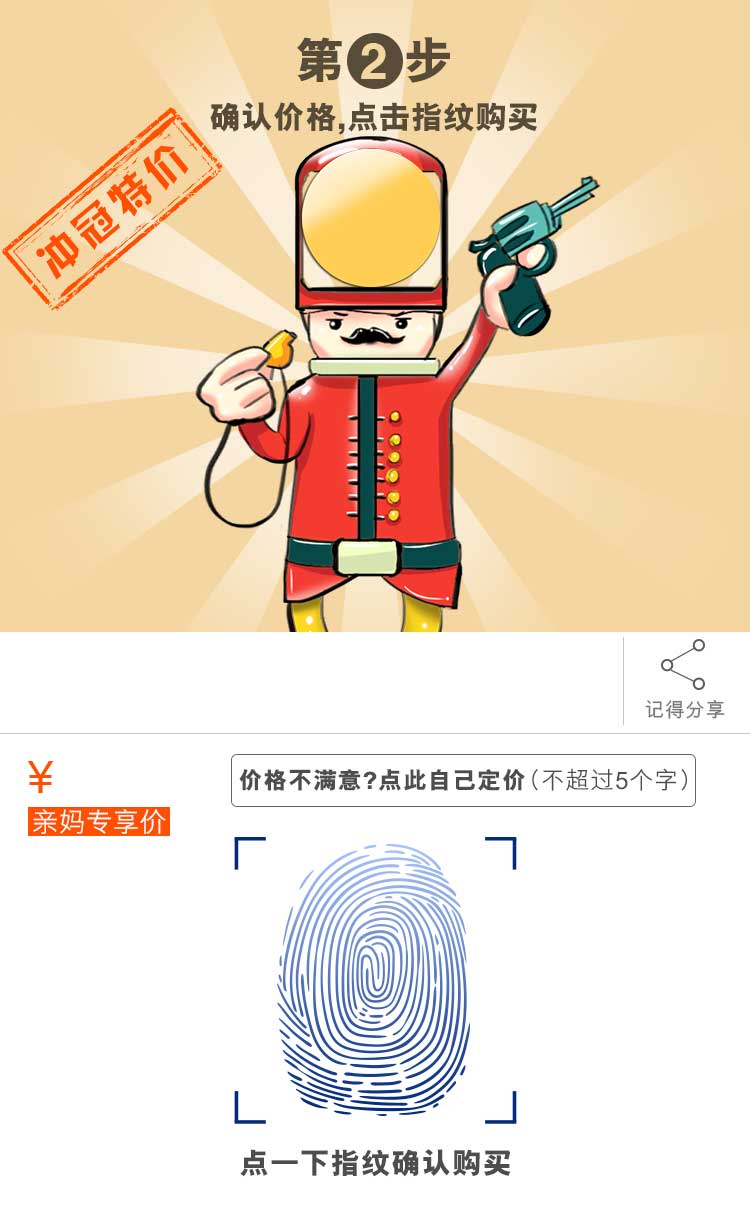 第2步
确认价格,点击指纹购买
冲冠特价
记得分享
¥
价格不满意?点此自己定价(不超过5个字)
亲妈专享价
点一下指纹确认购买